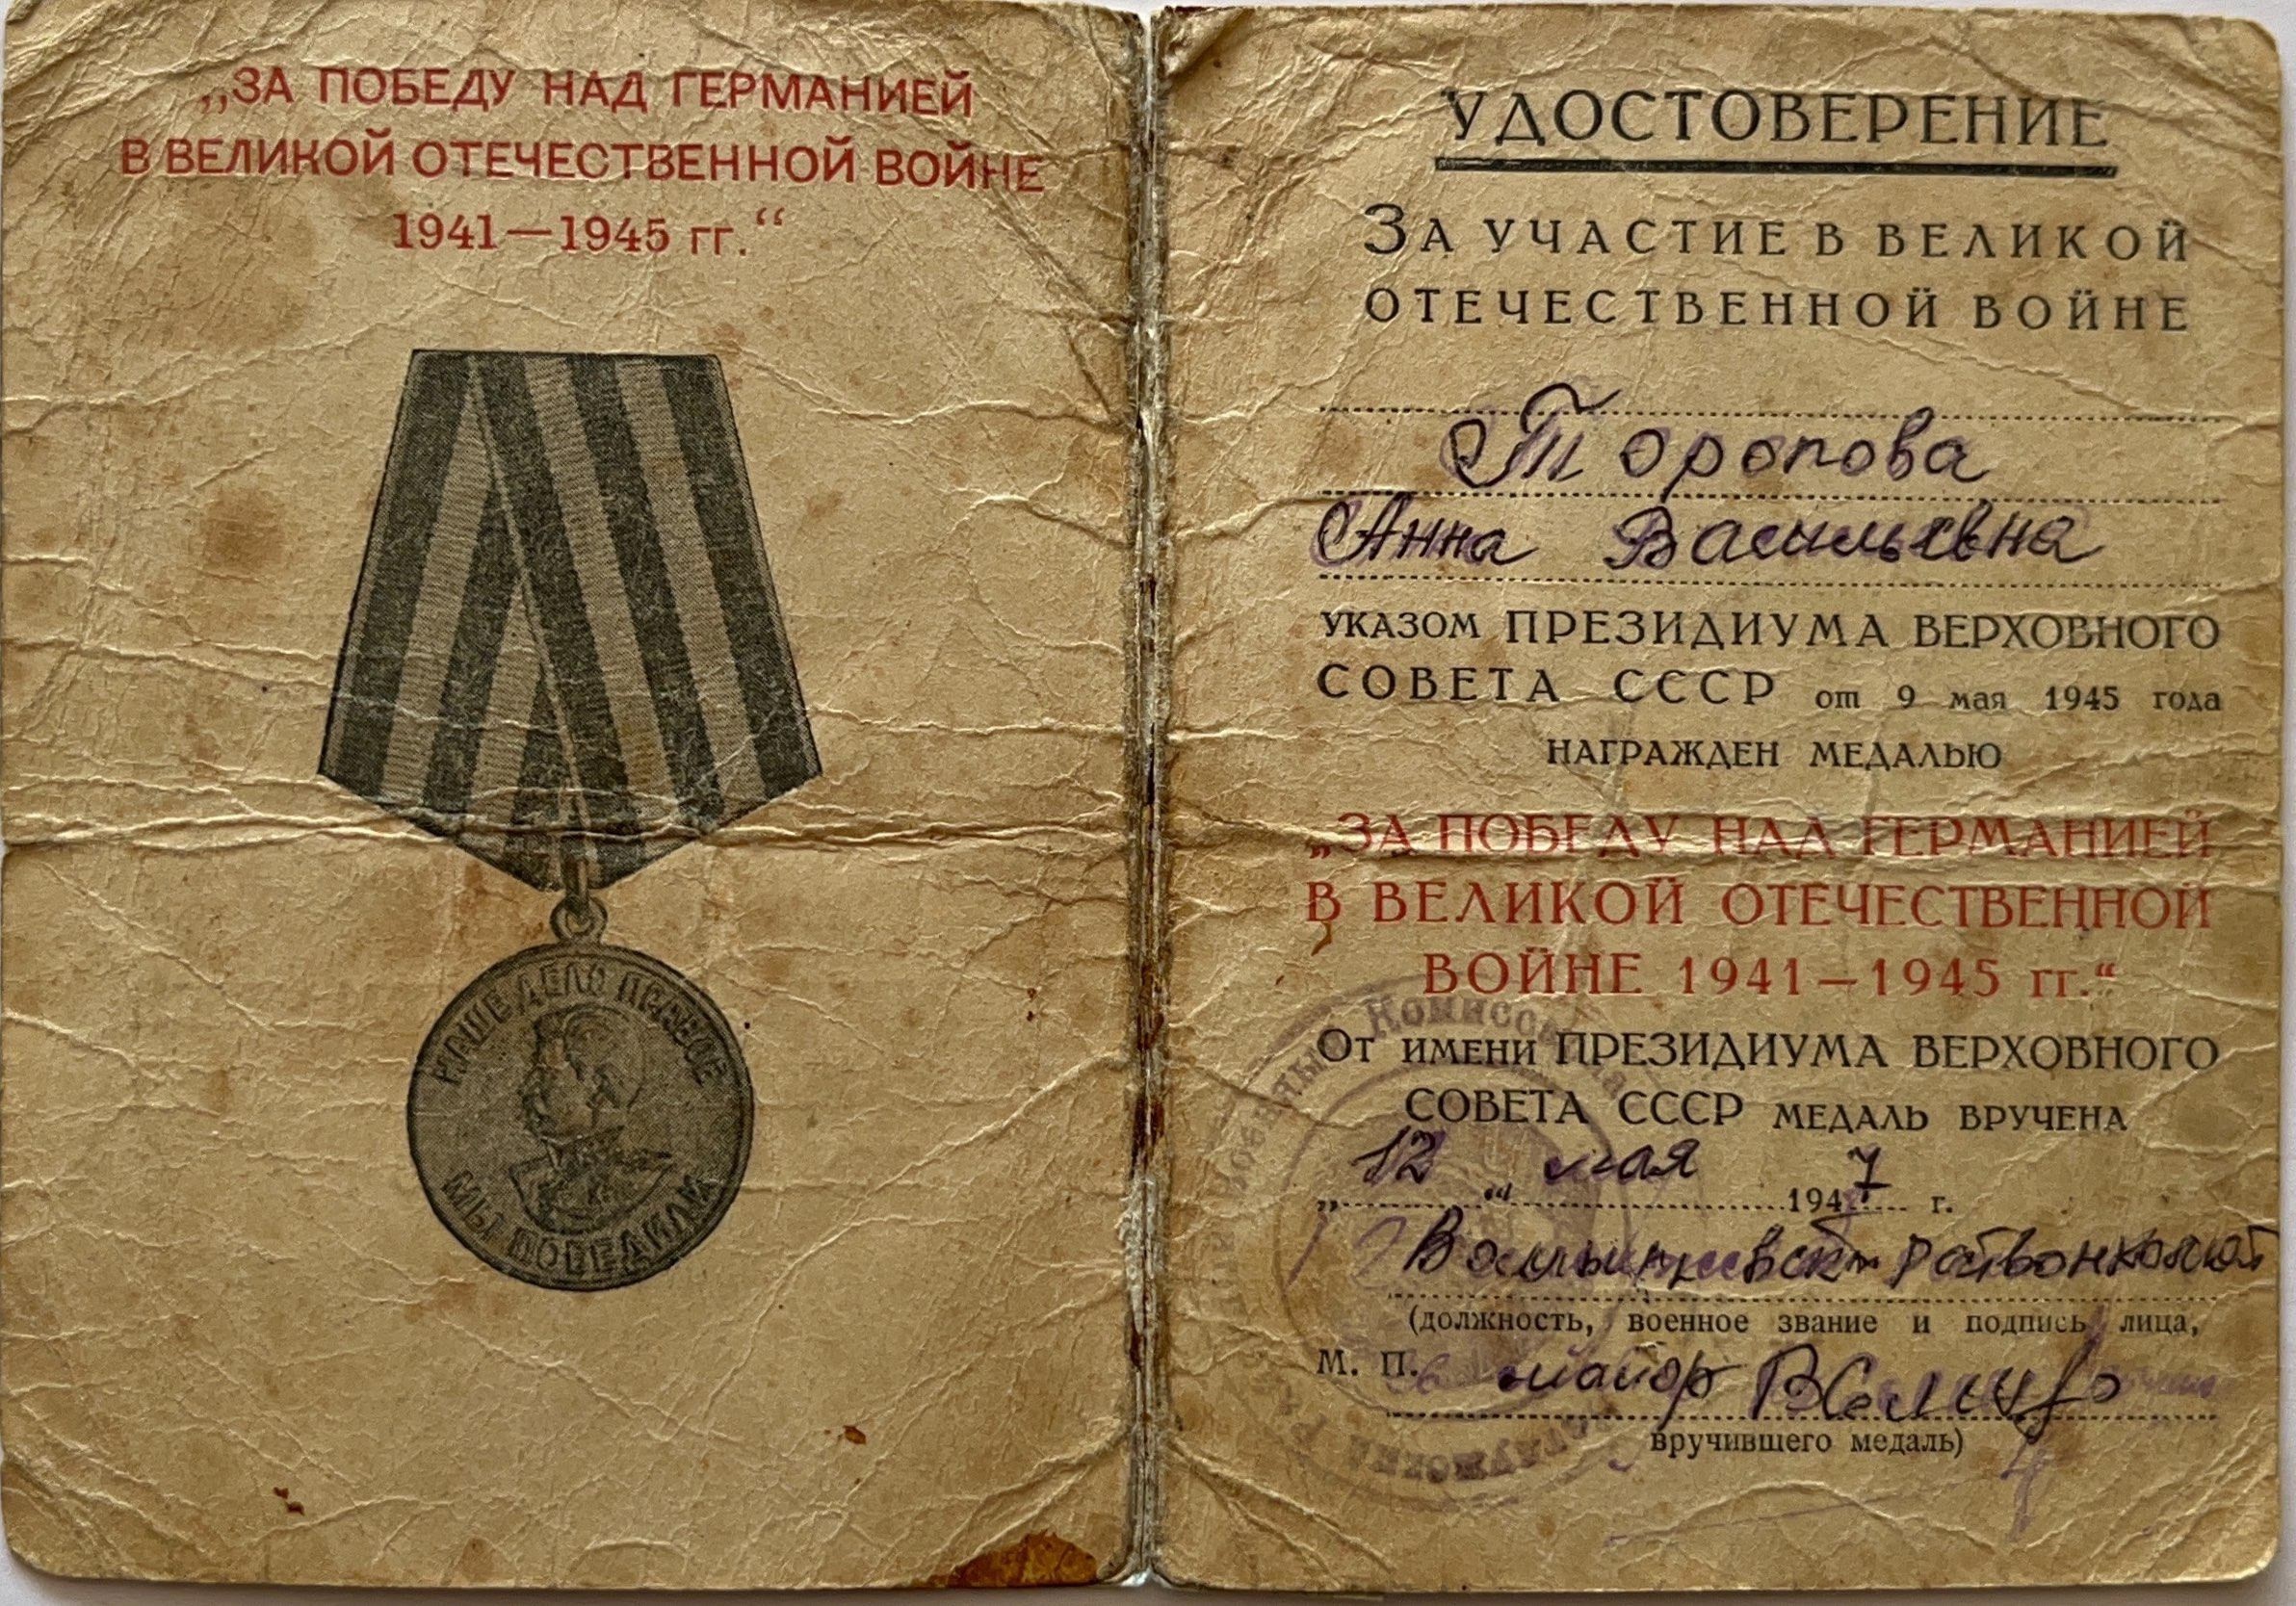 „ЗА ПОБЕДУ НАД ГЕРМАНИЕЙ
В ВЕЛИКОЙ ОТЕЧЕСТВЕННОЙ ВОЙНЕ
1941—1945 гг.“
НАШЕ ДЕЛО ПРАВОЕ
МЫ ПОБЕДИЛИ
УДОСТОВЕРЕНИЕ
ЗА УЧАСТИЕ В ВЕЛИКОЙ
ОТЕЧЕСТВЕННОЙ ВОЙНЕ
Торопова
Анна Васильевна
УКАЗОМ ПРЕЗИДИУМА ВЕРХОВНОГО
СОВЕТА СССР от 9 мая 1945 года
НАГРАЖДЕН МЕДАЛЬЮ
„ЗА ПОБЕДУ НАД ГЕРМАНИЕЙ
В ВЕЛИКОЙ ОТЕЧЕСТВЕННОЙ
ВОЙНЕ 1941—1945 гг.“
ОТ ИМЕНИ ПРЕЗИДИУМА ВЕРХОВНОГО
СОВЕТА СССР МЕДАЛЬ ВРУЧЕНА
„12“ мая 1947 г.
(должность, военное звание и подпись лица,
М. П. майор
вручившего медаль)